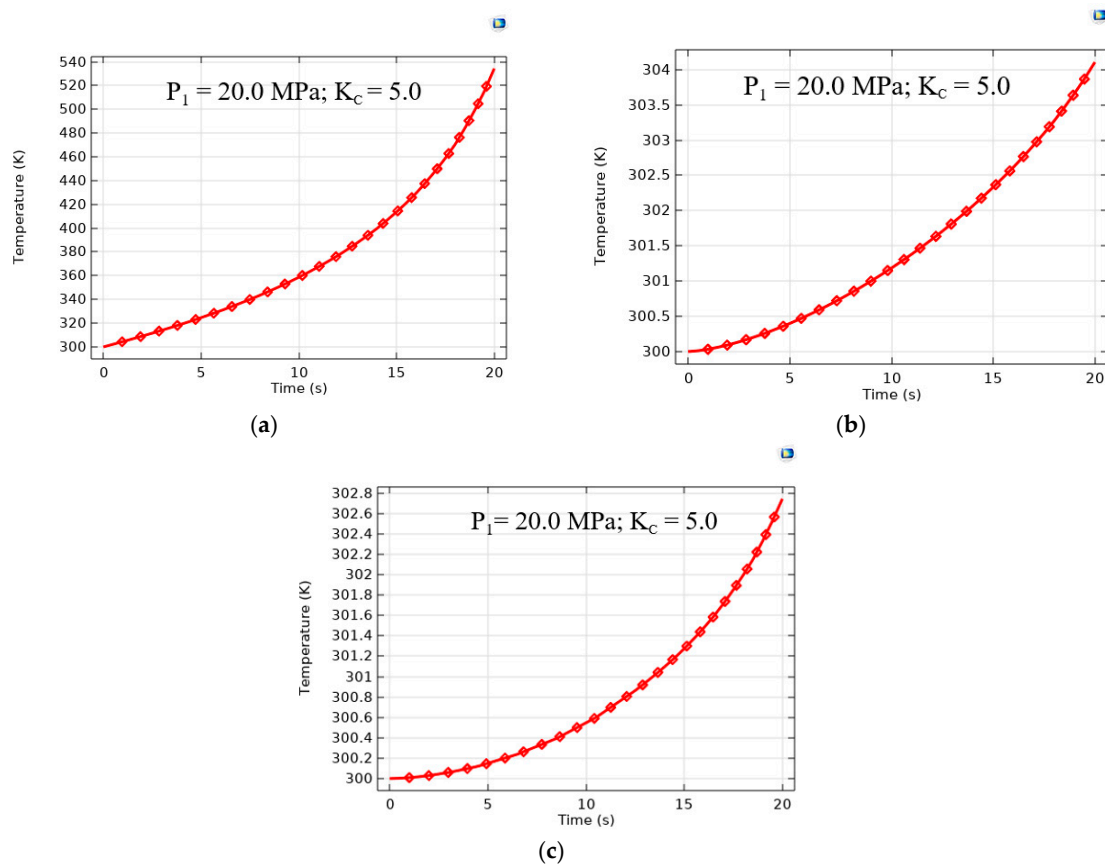 540
520
500
480
460
440
420
400
380
360
340
320
300
Temperature (K)
P₁ = 20.0 MPa; K_C = 5.0
0 5 10 15 20
Time (s)
(a)
304
303.5
303
302.5
302
301.5
301
300.5
300
Temperature (K)
P₁ = 20.0 MPa; K_C = 5.0
0 5 10 15 20
Time (s)
(b)
302.8
302.6
302.4
302.2
302
301.8
301.6
301.4
301.2
301
300.8
300.6
300.4
300.2
300
Temperature (K)
P₁= 20.0 MPa; K_C = 5.0
0 5 10 15 20
Time (s)
(c)